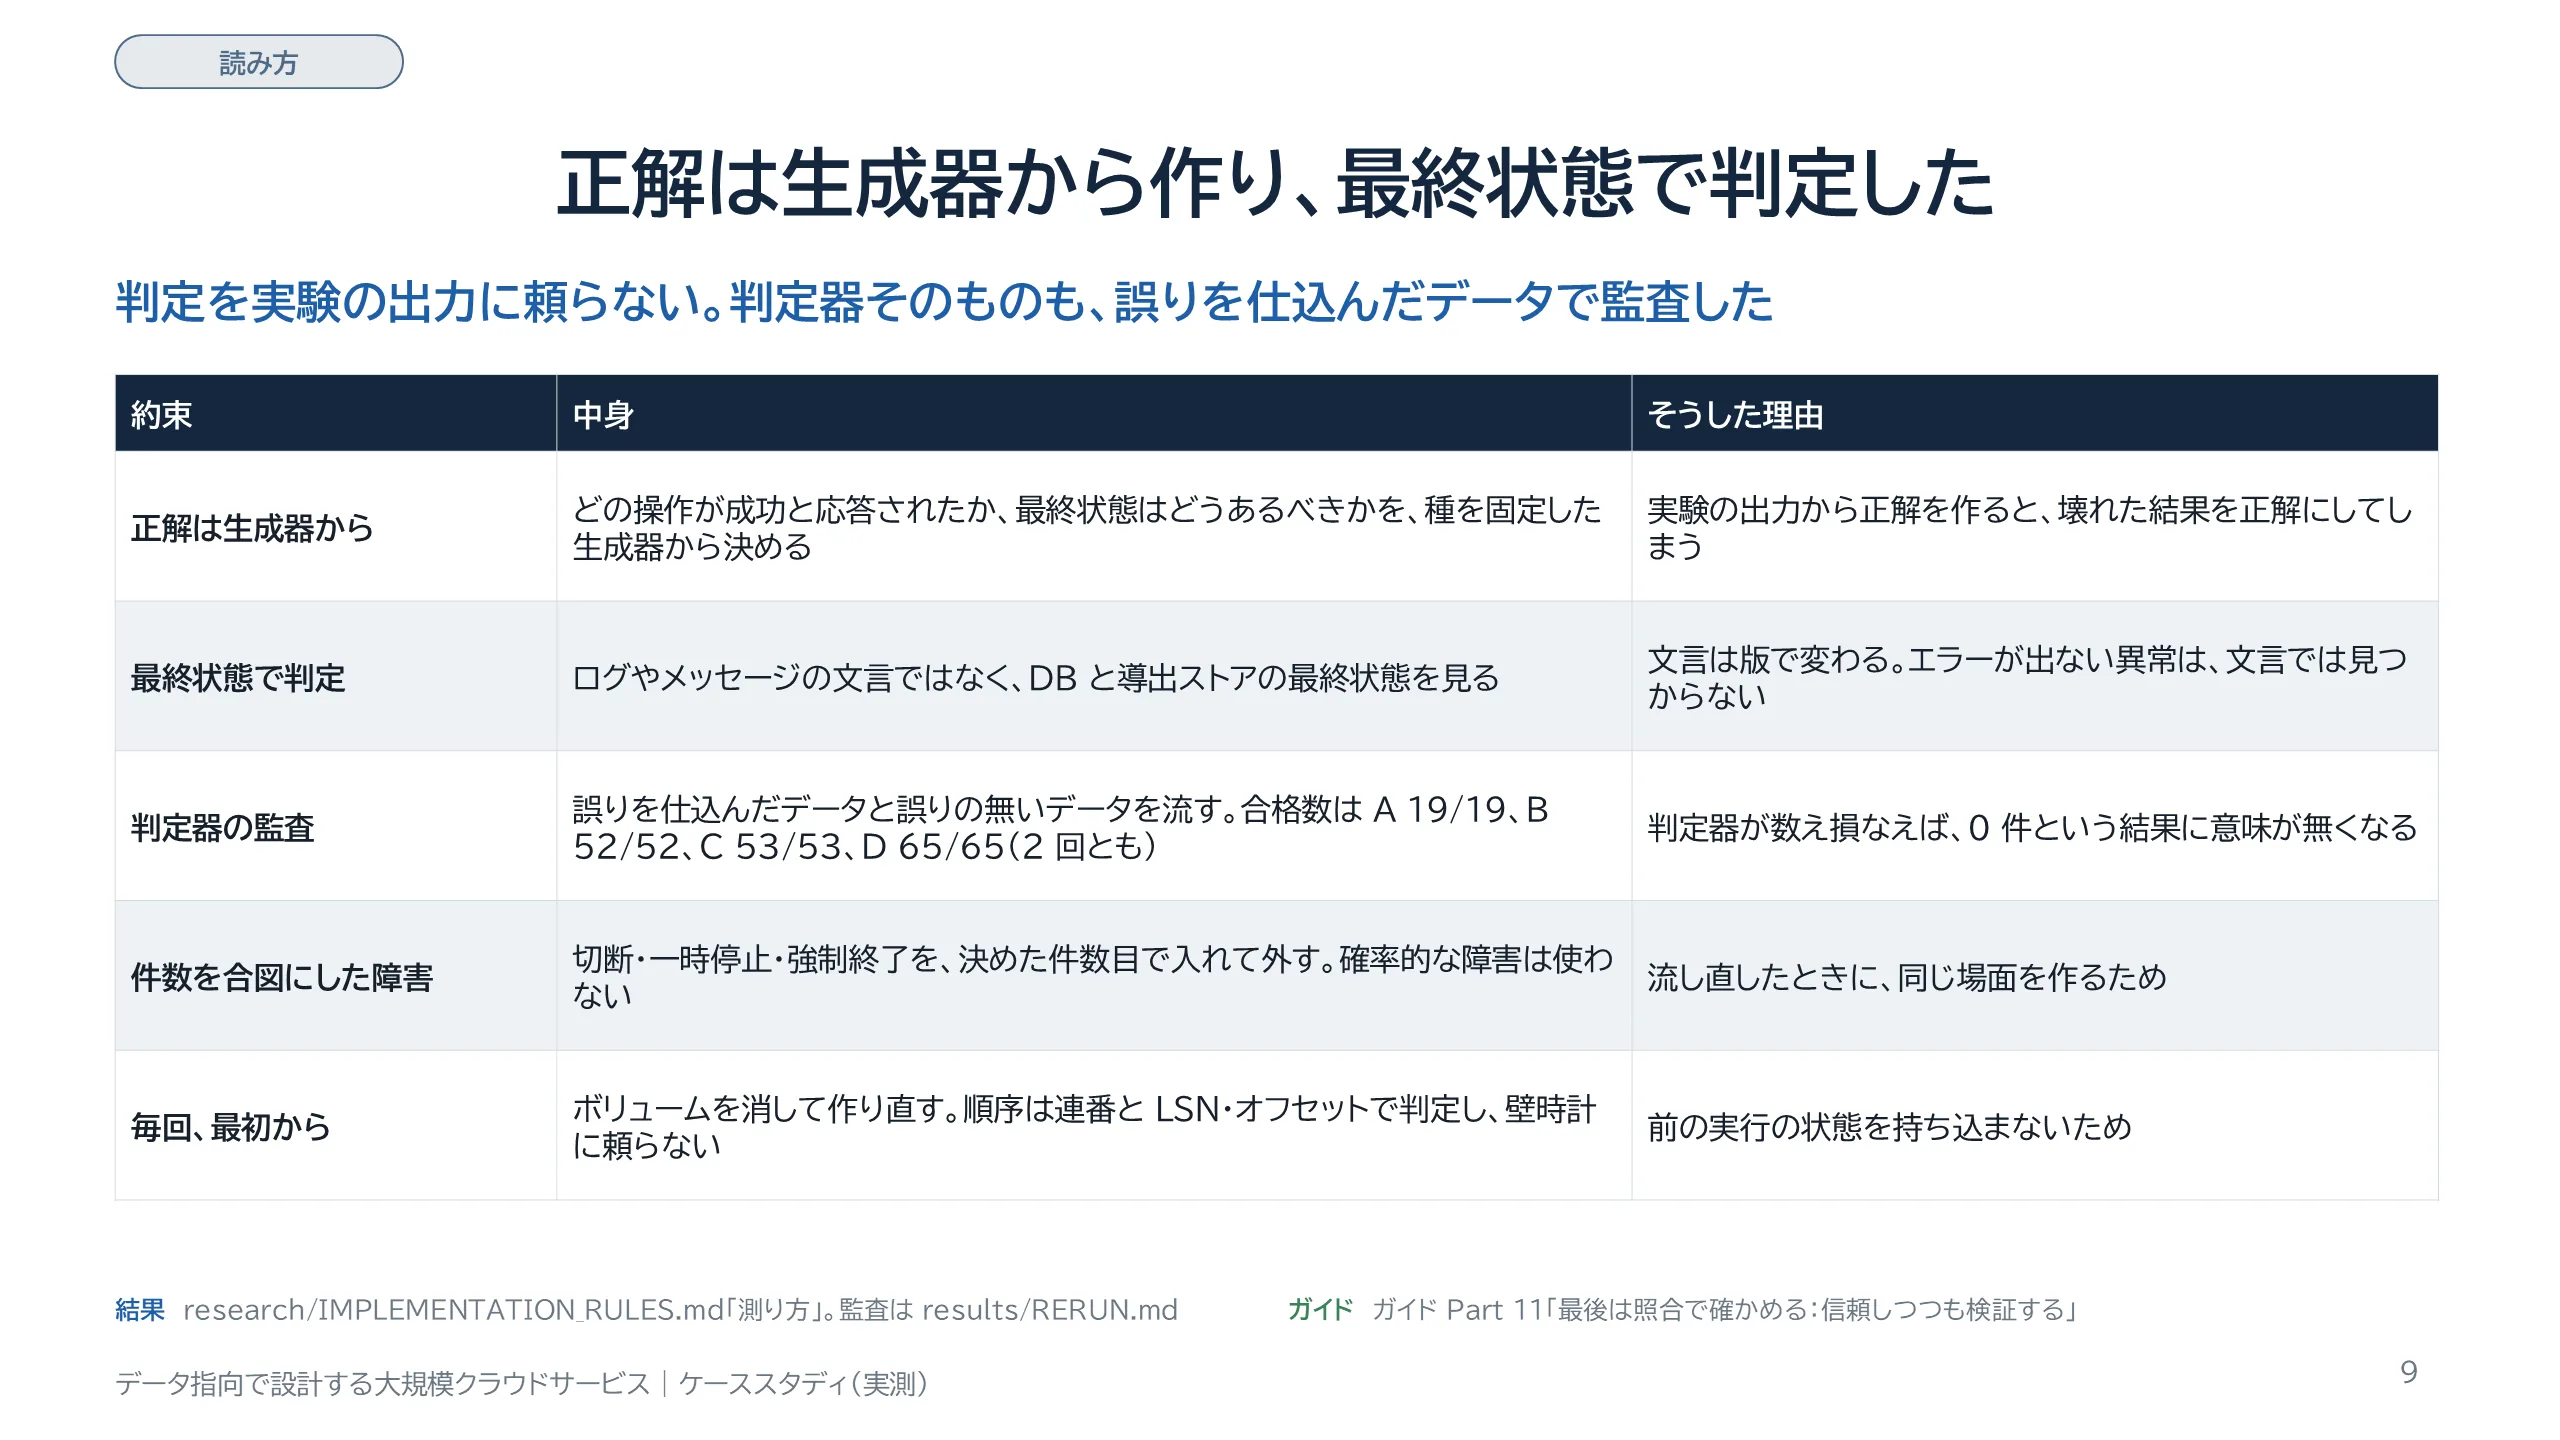 読み方
正解は生成器から作り、最終状態で判定した
判定を実験の出力に頼らない。判定器そのものも、誤りを仕込んだデータで監査した
約束
中身
そうした理由
正解は生成器から
どの操作が成功と応答されたか、最終状態はどうあるべきかを、種を固定した
生成器から決める
実験の出力から正解を作ると、壊れた結果を正解にしてし
まう
最終状態で判定
ログやメッセージの文言ではなく、DB と導出ストアの最終状態を見る
文言は版で変わる。エラーが出ない異常は、文言では見つ
からない
判定器の監査
誤りを仕込んだデータと誤りの無いデータを流す。合格数は A 19/19、B
52/52、C 53/53、D 65/65（2 回とも）
判定器が数え損なえば、0 件という結果に意味が無くなる
件数を合図にした障害
切断・一時停止・強制終了を、決めた件数目で入れて外す。確率的な障害は使わ
ない
流し直したときに、同じ場面を作るため
毎回、最初から
ボリュームを消して作り直す。順序は連番と LSN・オフセットで判定し、壁時計
に頼らない
前の実行の状態を持ち込まないため
結果 research/IMPLEMENTATION_RULES.md「測り方」。監査は results/RERUN.md
ガイド ガイド Part 11「最後は照合で確かめる：信頼しつつも検証する」
データ指向で設計する大規模クラウドサービス｜ケーススタディ（実測）
9